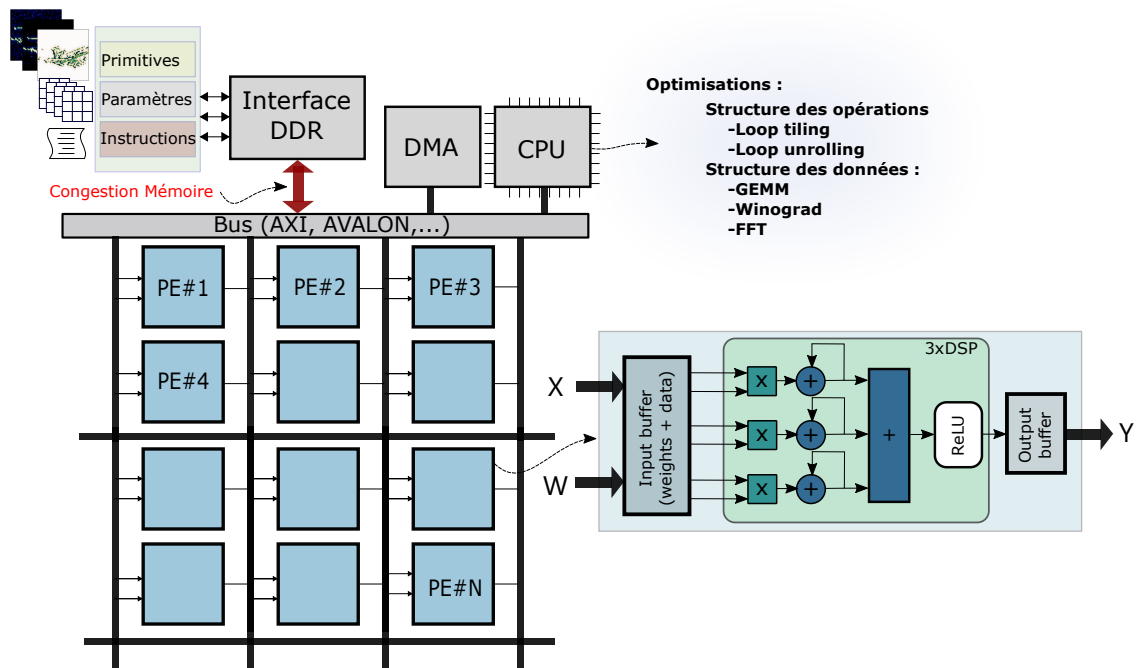 Primitives
Paramètres
Instructions
Interface
DDR
DMA
CPU
Congestion Mémoire
Bus (AXI, AVALON,...)
Optimisations :
Structure des opérations
-Loop tiling
-Loop unrolling
Structure des données :
-GEMM
-Winograd
-FFT
PE#1
PE#2
PE#3
PE#4
PE#N
X
W
Input buffer
(weights + data)
3xDSP
x
+
x
+
x
+
+
ReLU
Output
buffer
Y